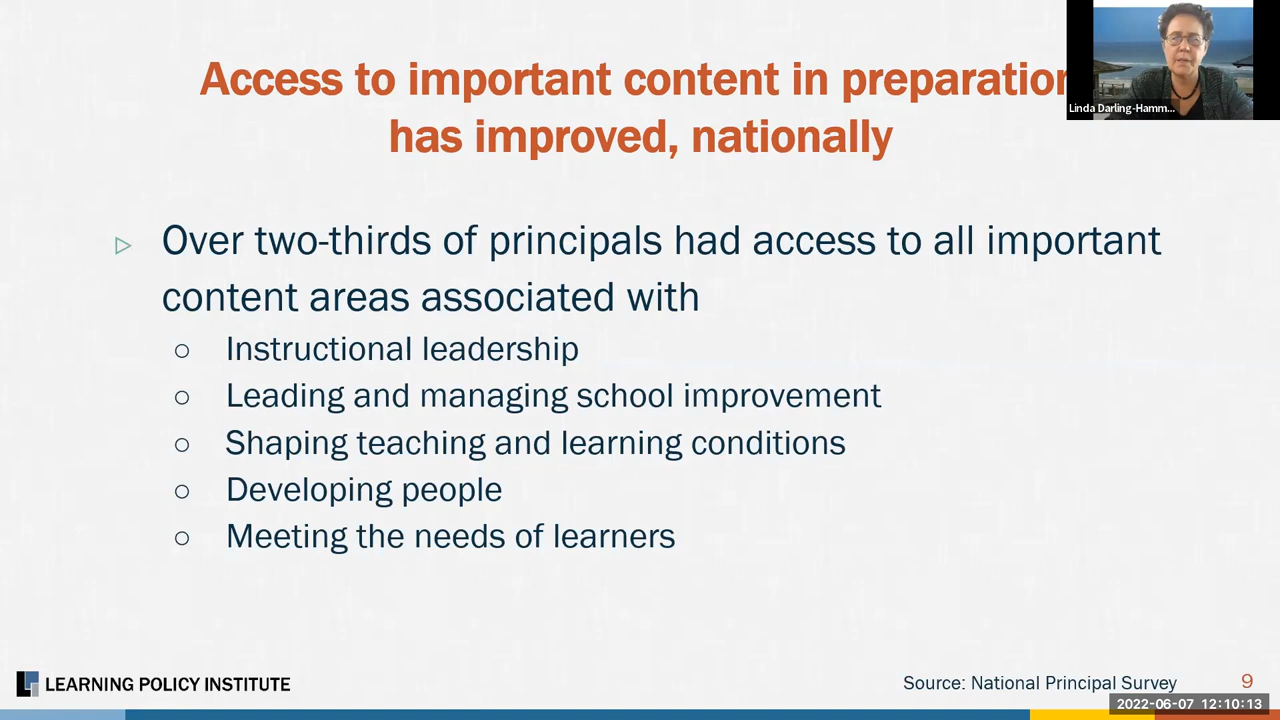 Access to important content in preparation
has improved, nationally
Linda Darling-Hamm...
Over two-thirds of principals had access to all important
content areas associated with
Instructional leadership
Leading and managing school improvement
Shaping teaching and learning conditions
Developing people
Meeting the needs of learners
LEARNING POLICY INSTITUTE
Source: National Principal Survey
9
2022-06-07 12:10:13